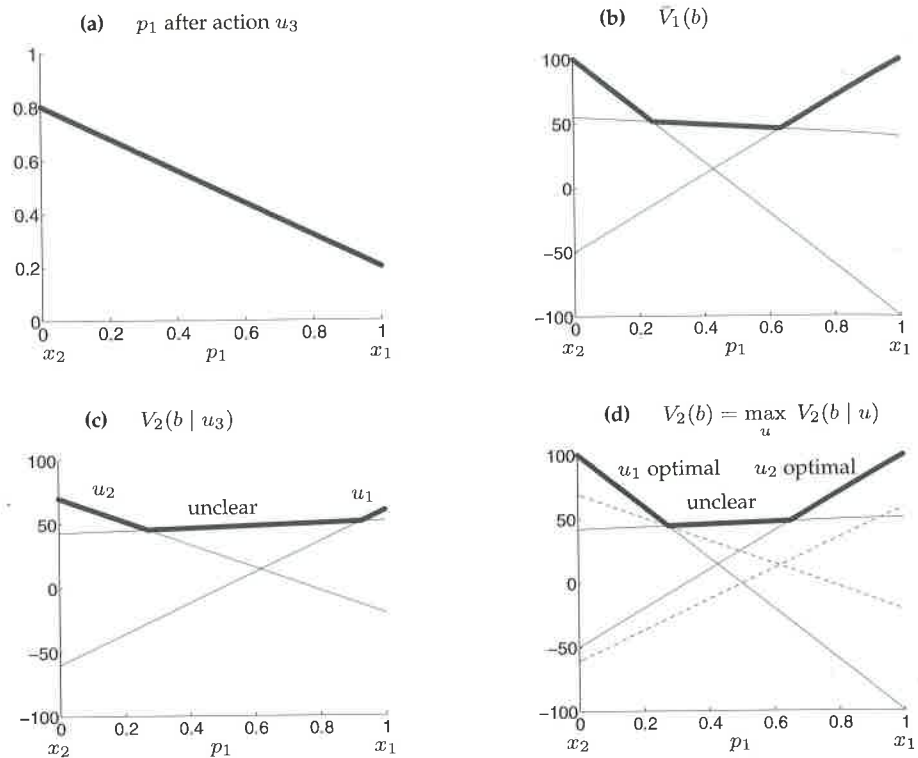 (a) p₁ after action u₃
1
0.8
0.6
0.4
0.2
0
0 0.2 0.4 0.6 0.8 1
x₂ p₁ x₁
(b) V̄₁(b)
100
50
0
−50
−100
0 0.2 0.4 0.6 0.8 1
x₂ p₁ x₁
(c) V₂(b | u₃)
100
50
0
−50
−100
u₂ unclear u₁
0 0.2 0.4 0.6 0.8 1
x₂ p₁ x₁
(d) V₂(b) = max V₂(b | u)
u
100
50
0
−50
−100
u₁ optimal u₂ optimal
unclear
0 0.2 0.4 0.6 0.8 1
x₂ p₁ x₁